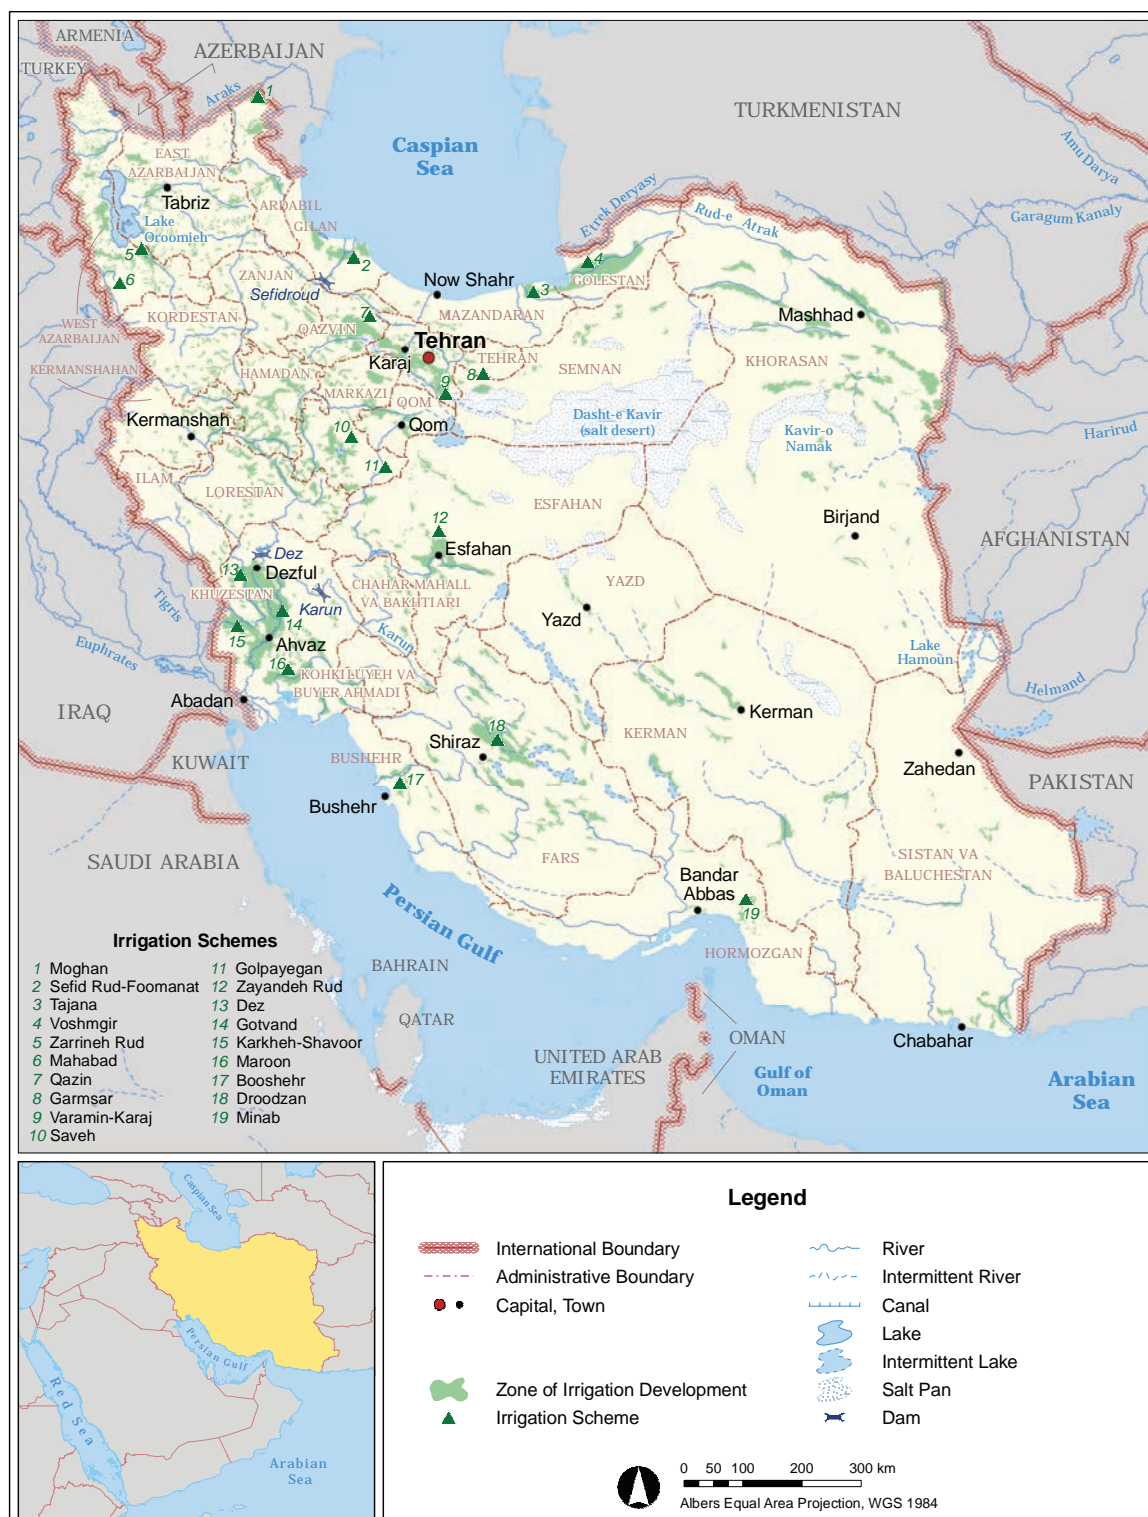 ARMENIA
AZERBAIJAN
TURKEY
Araks
1
TURKMENISTAN
Caspian
Sea
Amu Darya
EAST
AZARBAIJAN
Tabriz
ARDABIL
Etrek Deryasy
Rud-e Atrak
Garagum Kanaly
GILAN
Lake
Oroomieh
5
2
4
6
ZANJAN
Sefidroud
Now Shahr
GOLESTAN
3
KORDESTAN
QAZVIN
7
MAZANDARAN
Mashhad
WEST
AZARBAIJAN
Tehran
Karaj
TEHRAN
KERMANSHAHAN
HAMADAN
8
SEMNAN
KHORASAN
MARKAZI
9
QOM
Kermanshah
Qom
Dasht-e Kavir
(salt desert)
Kavir-o
Namak
Harirud
10
11
ILAM
LORESTAN
ESFAHAN
12
Birjand
AFGHANISTAN
Esfahan
Dez
Dezful
13
KHUZESTAN
CHAHAR MAHALL
VA BAKHTIARI
YAZD
Tigris
Karun
14
Yazd
15
Ahvaz
Karun
Euphrates
Lake
Hamoun
16
KOHKILUYEH VA
BUYER AHMADI
Helmand
Abadan
IRAQ
Kerman
18
KERMAN
Shiraz
KUWAIT
BUSHEHR
Zahedan
17
PAKISTAN
Bushehr
SAUDI ARABIA
FARS
SISTAN VA
BALUCHESTAN
Bandar
Abbas
19
Persian Gulf
HORMOZGAN
BAHRAIN
QATAR
OMAN
Chabahar
UNITED ARAB
EMIRATES
Gulf of
Oman
Arabian
Sea
Irrigation Schemes
1 Moghan
2 Sefid Rud-Foomanat
3 Tajana
4 Voshmgir
5 Zarrineh Rud
6 Mahabad
7 Qazin
8 Garmsar
9 Varamin-Karaj
10 Saveh
11 Golpayegan
12 Zayandeh Rud
13 Dez
14 Gotvand
15 Karkheh-Shavoor
16 Maroon
17 Booshehr
18 Droodzan
19 Minab
Caspian Sea
Persian Gulf
Red Sea
Arabian
Sea
Legend
International Boundary
Administrative Boundary
Capital, Town
Zone of Irrigation Development
Irrigation Scheme
River
Intermittent River
Canal
Lake
Intermittent Lake
Salt Pan
Dam
0 50 100 200 300 km
Albers Equal Area Projection, WGS 1984